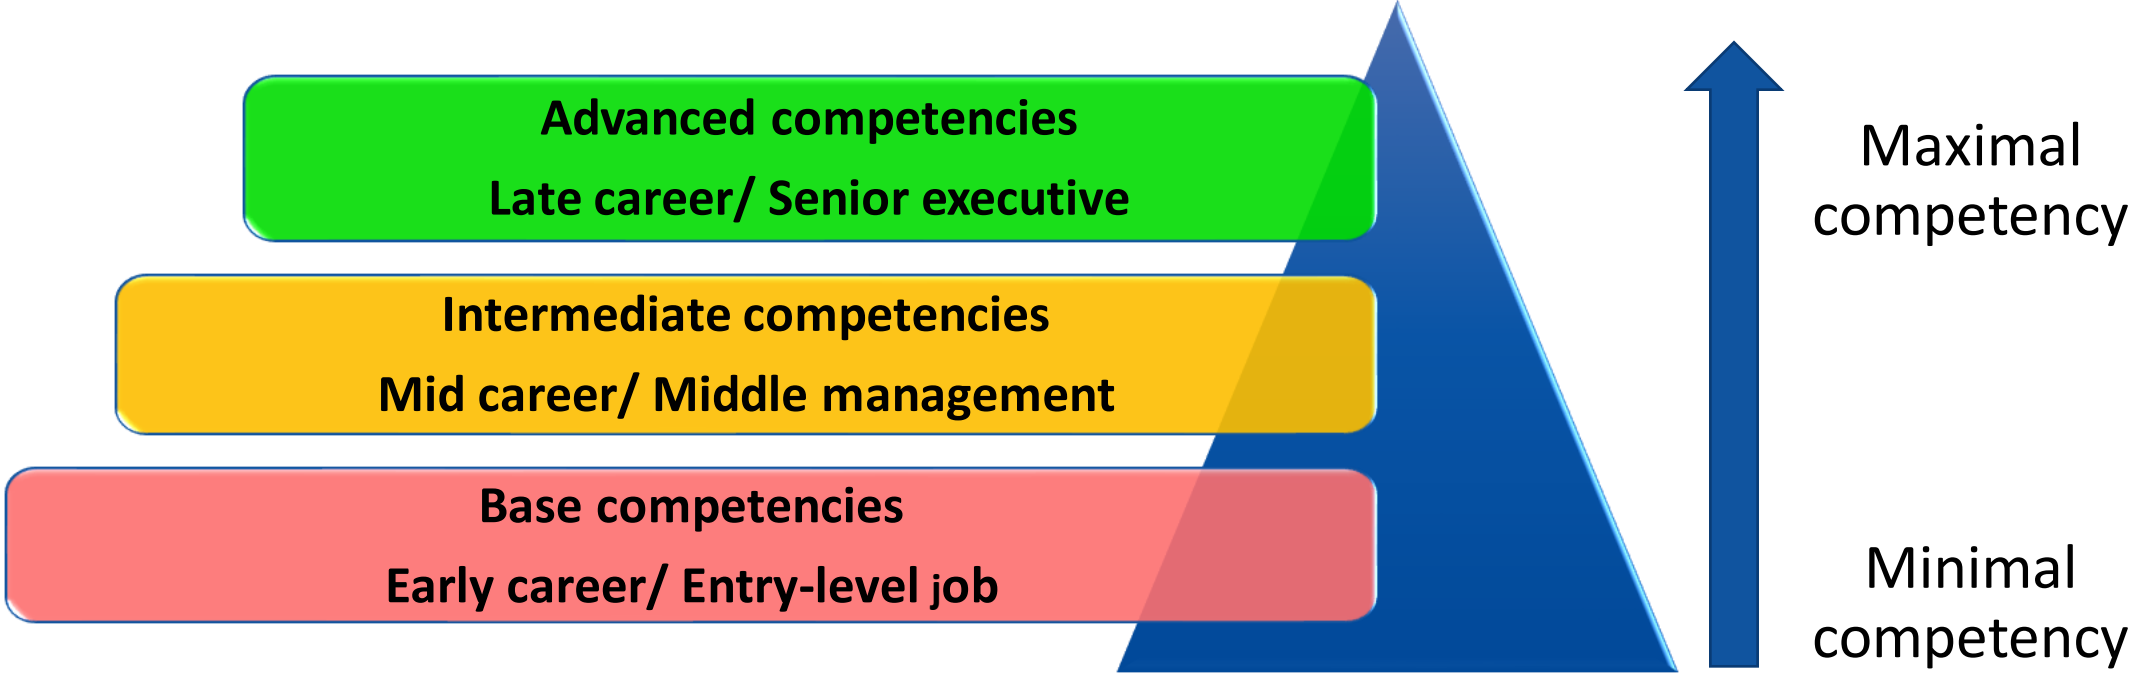 Advanced competencies
Late career/ Senior executive
Maximal
competency
Intermediate competencies
Mid career/ Middle management
Base competencies
Early career/ Entry-level job
Minimal
competency